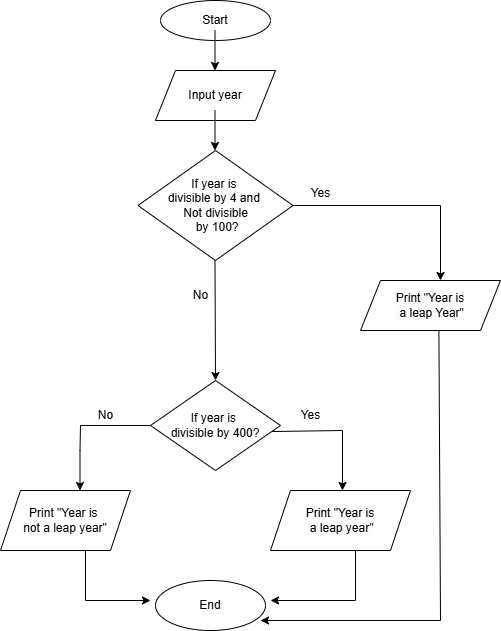 Start
Input year
If year is
divisible by 4 and
Not divisible
by 100?
Yes
No
Print "Year is
a leap Year"
If year is
divisible by 400?
No
Yes
Print "Year is
not a leap year"
Print "Year is
a leap year"
End